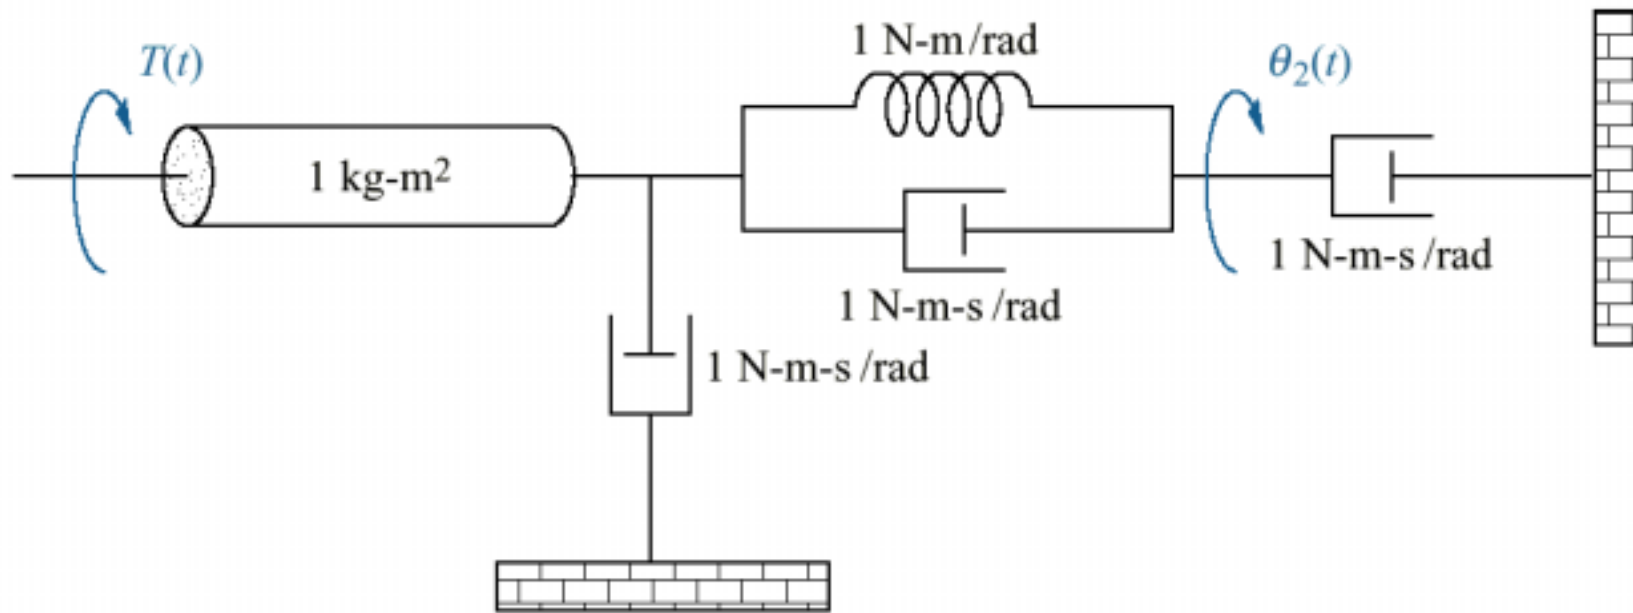 T(t)
1 kg-m²
1 N-m/rad
1 N-m-s /rad
1 N-m-s /rad
θ₂(t)
1 N-m-s /rad